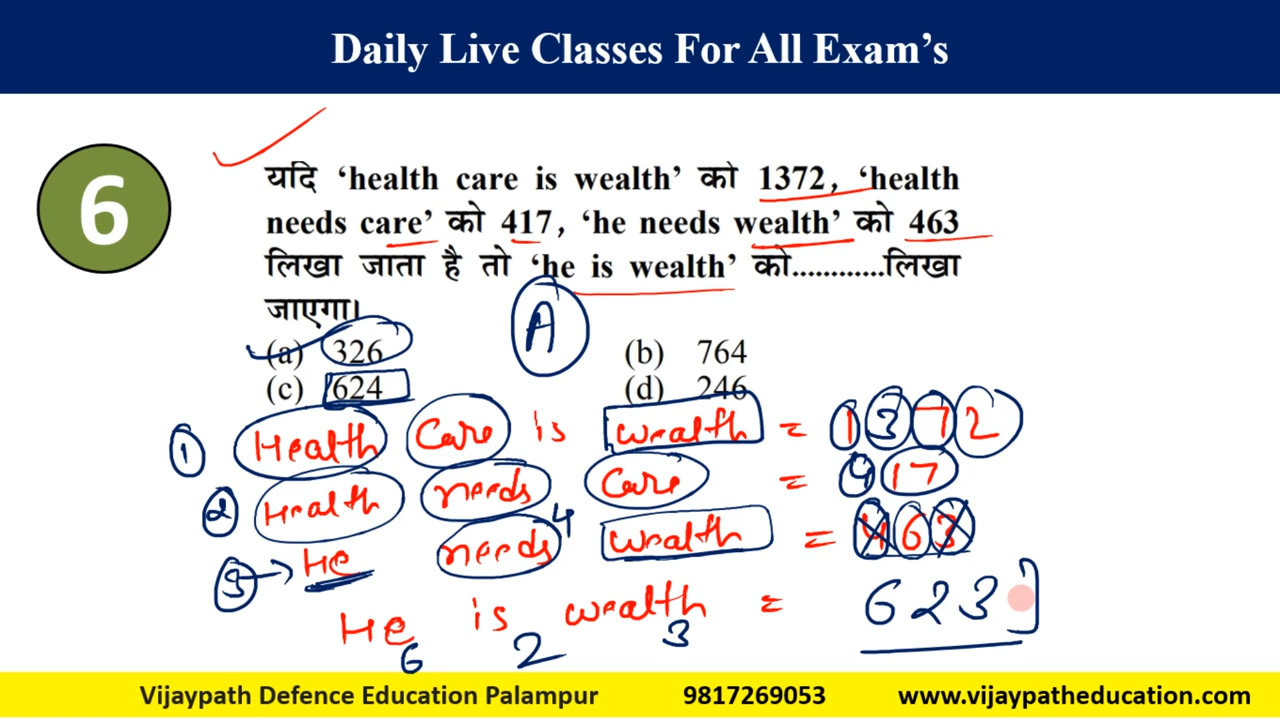 Daily Live Classes For All Exam's
6
यदि 'health care is wealth' को 1372, 'health
needs care' को 417, 'he needs wealth' को 463
लिखा जाता है तो 'he is wealth' को............लिखा
जाएगा।
A
(a) 326 (b) 764
(c) 624 (d) 246
1 Health Care is wealth = 1372
2 Health needs Care = 417
3 → He needs 4 wealth = 463
He is wealth = 623
6 2 3
Vijaypath Defence Education Palampur 9817269053 www.vijaypatheducation.com